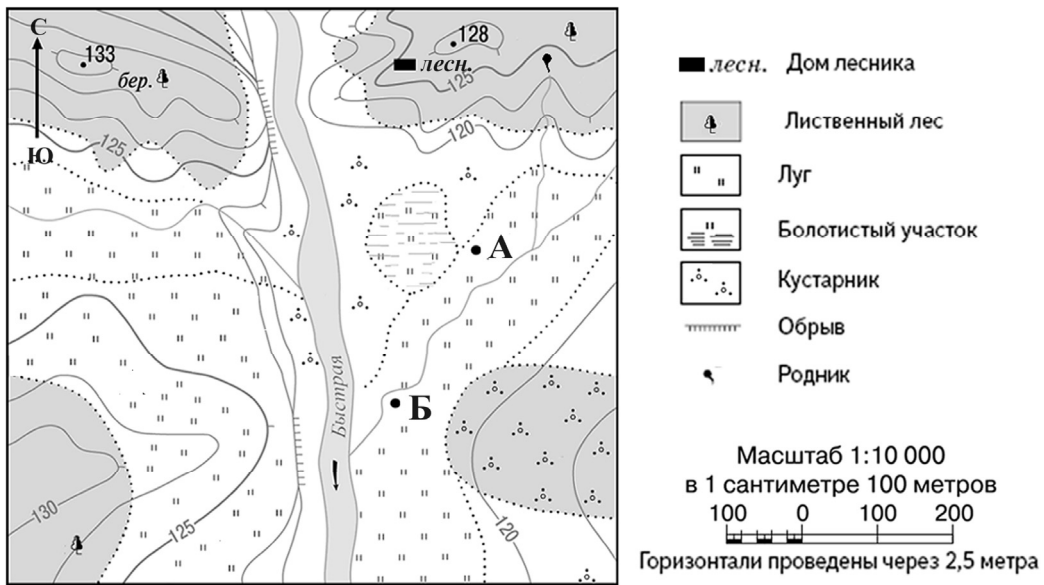 С
Ю
133
бер.
лесн.
128
125
120
125
А
Б
Быстрая
130
125
120
лесн. Дом лесника
Лиственный лес
Луг
Болотистый участок
Кустарник
Обрыв
Родник
Масштаб 1:10 000
в 1 сантиметре 100 метров
100 0 100 200
Горизонтали проведены через 2,5 метра